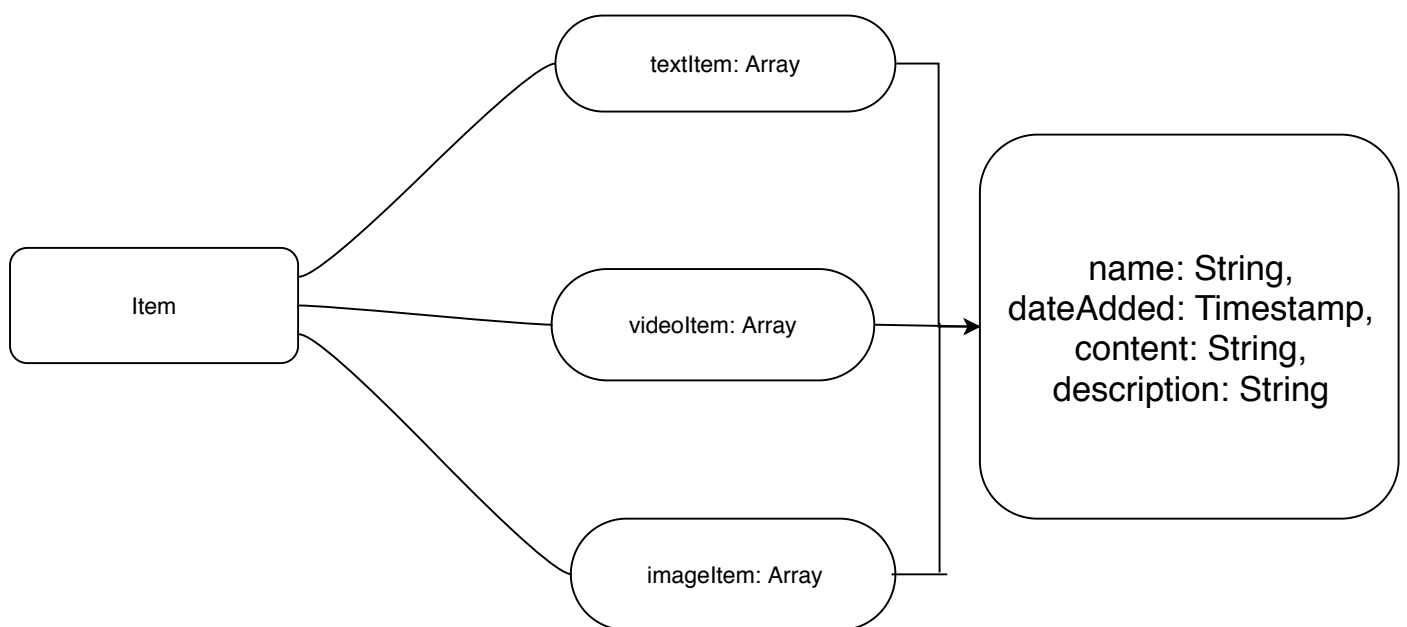 textItem: Array
Item
videoItem: Array
imageItem: Array
name: String,
dateAdded: Timestamp,
content: String,
description: String